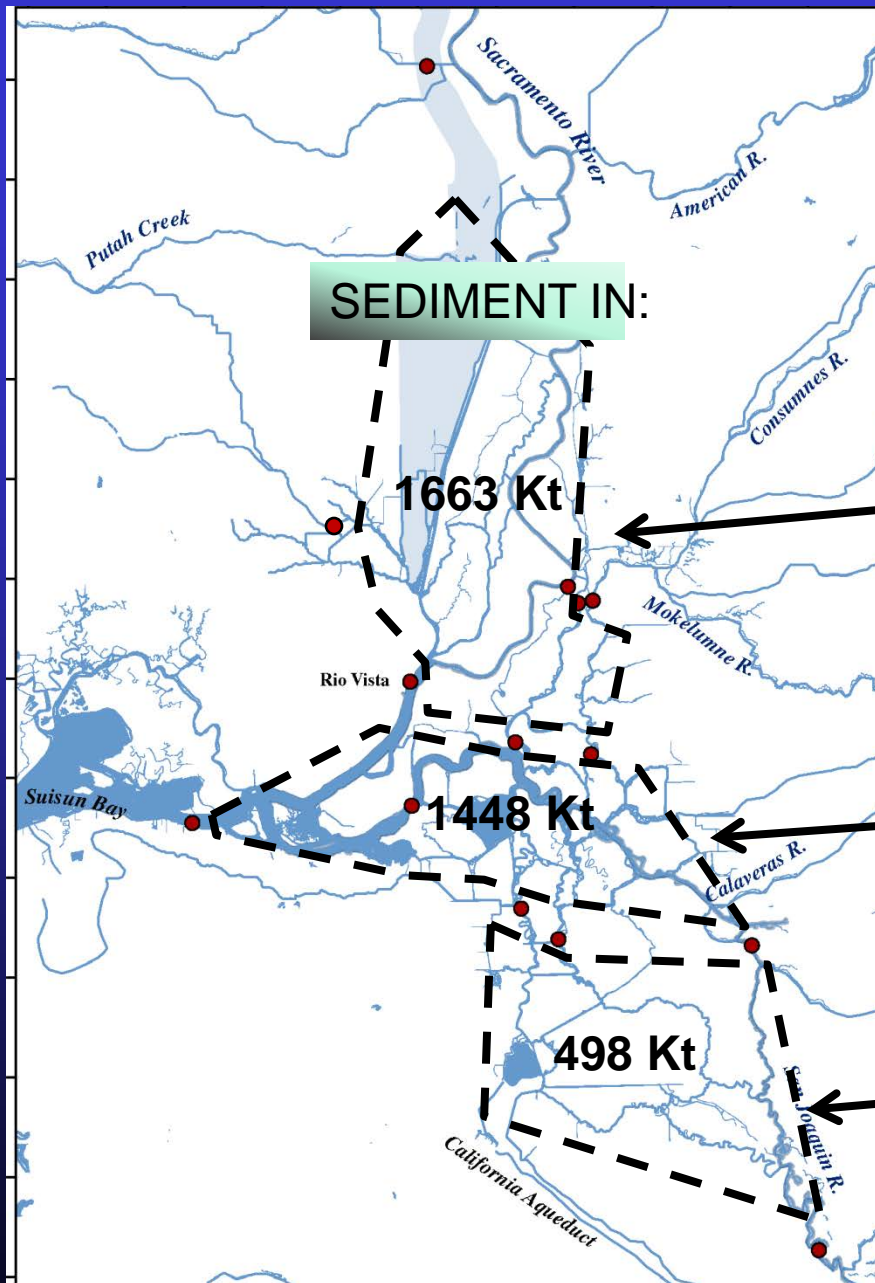 Sacramento River
American R.
Putah Creek
SEDIMENT IN:
Consumnes R.
1663 Kt
Mokelumne R.
Rio Vista
Suisun Bay
1448 Kt
Calaveras R.
498 Kt
San Joaquin R.
California Aqueduct